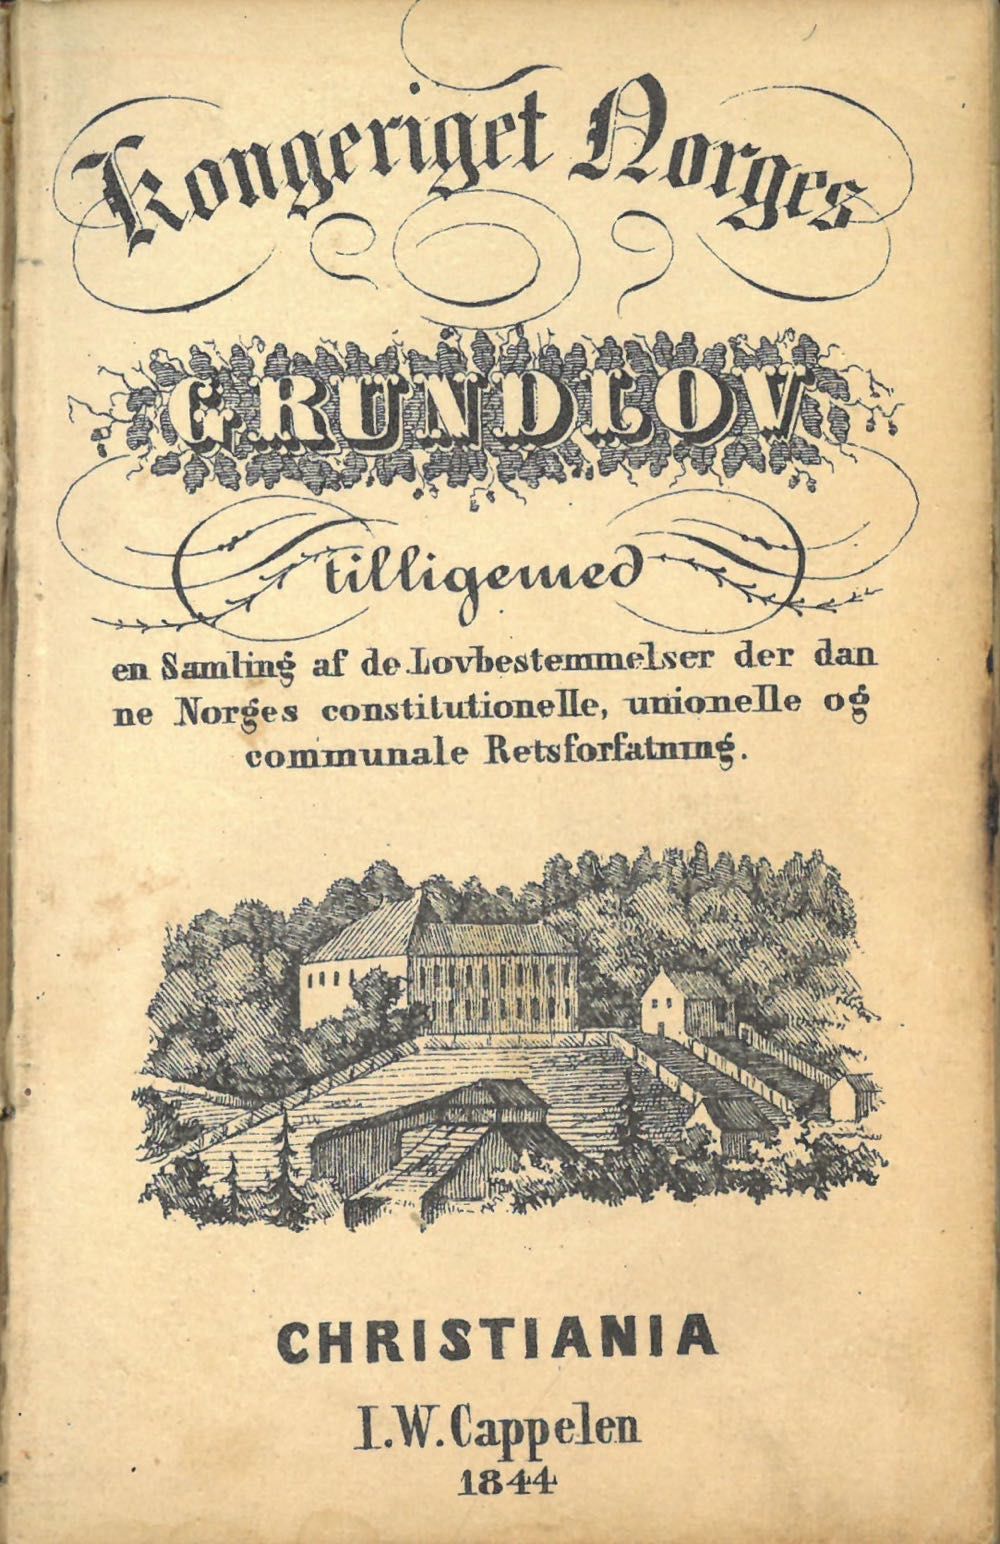 Kongeriget Norges
GRUNDLOV
tilligemed
en Samling af de Lovbestemmelser der dan
ne Norges constitutionelle, unionelle og
communale Retsforfatning.
CHRISTIANIA
I.W. Cappelen
1844